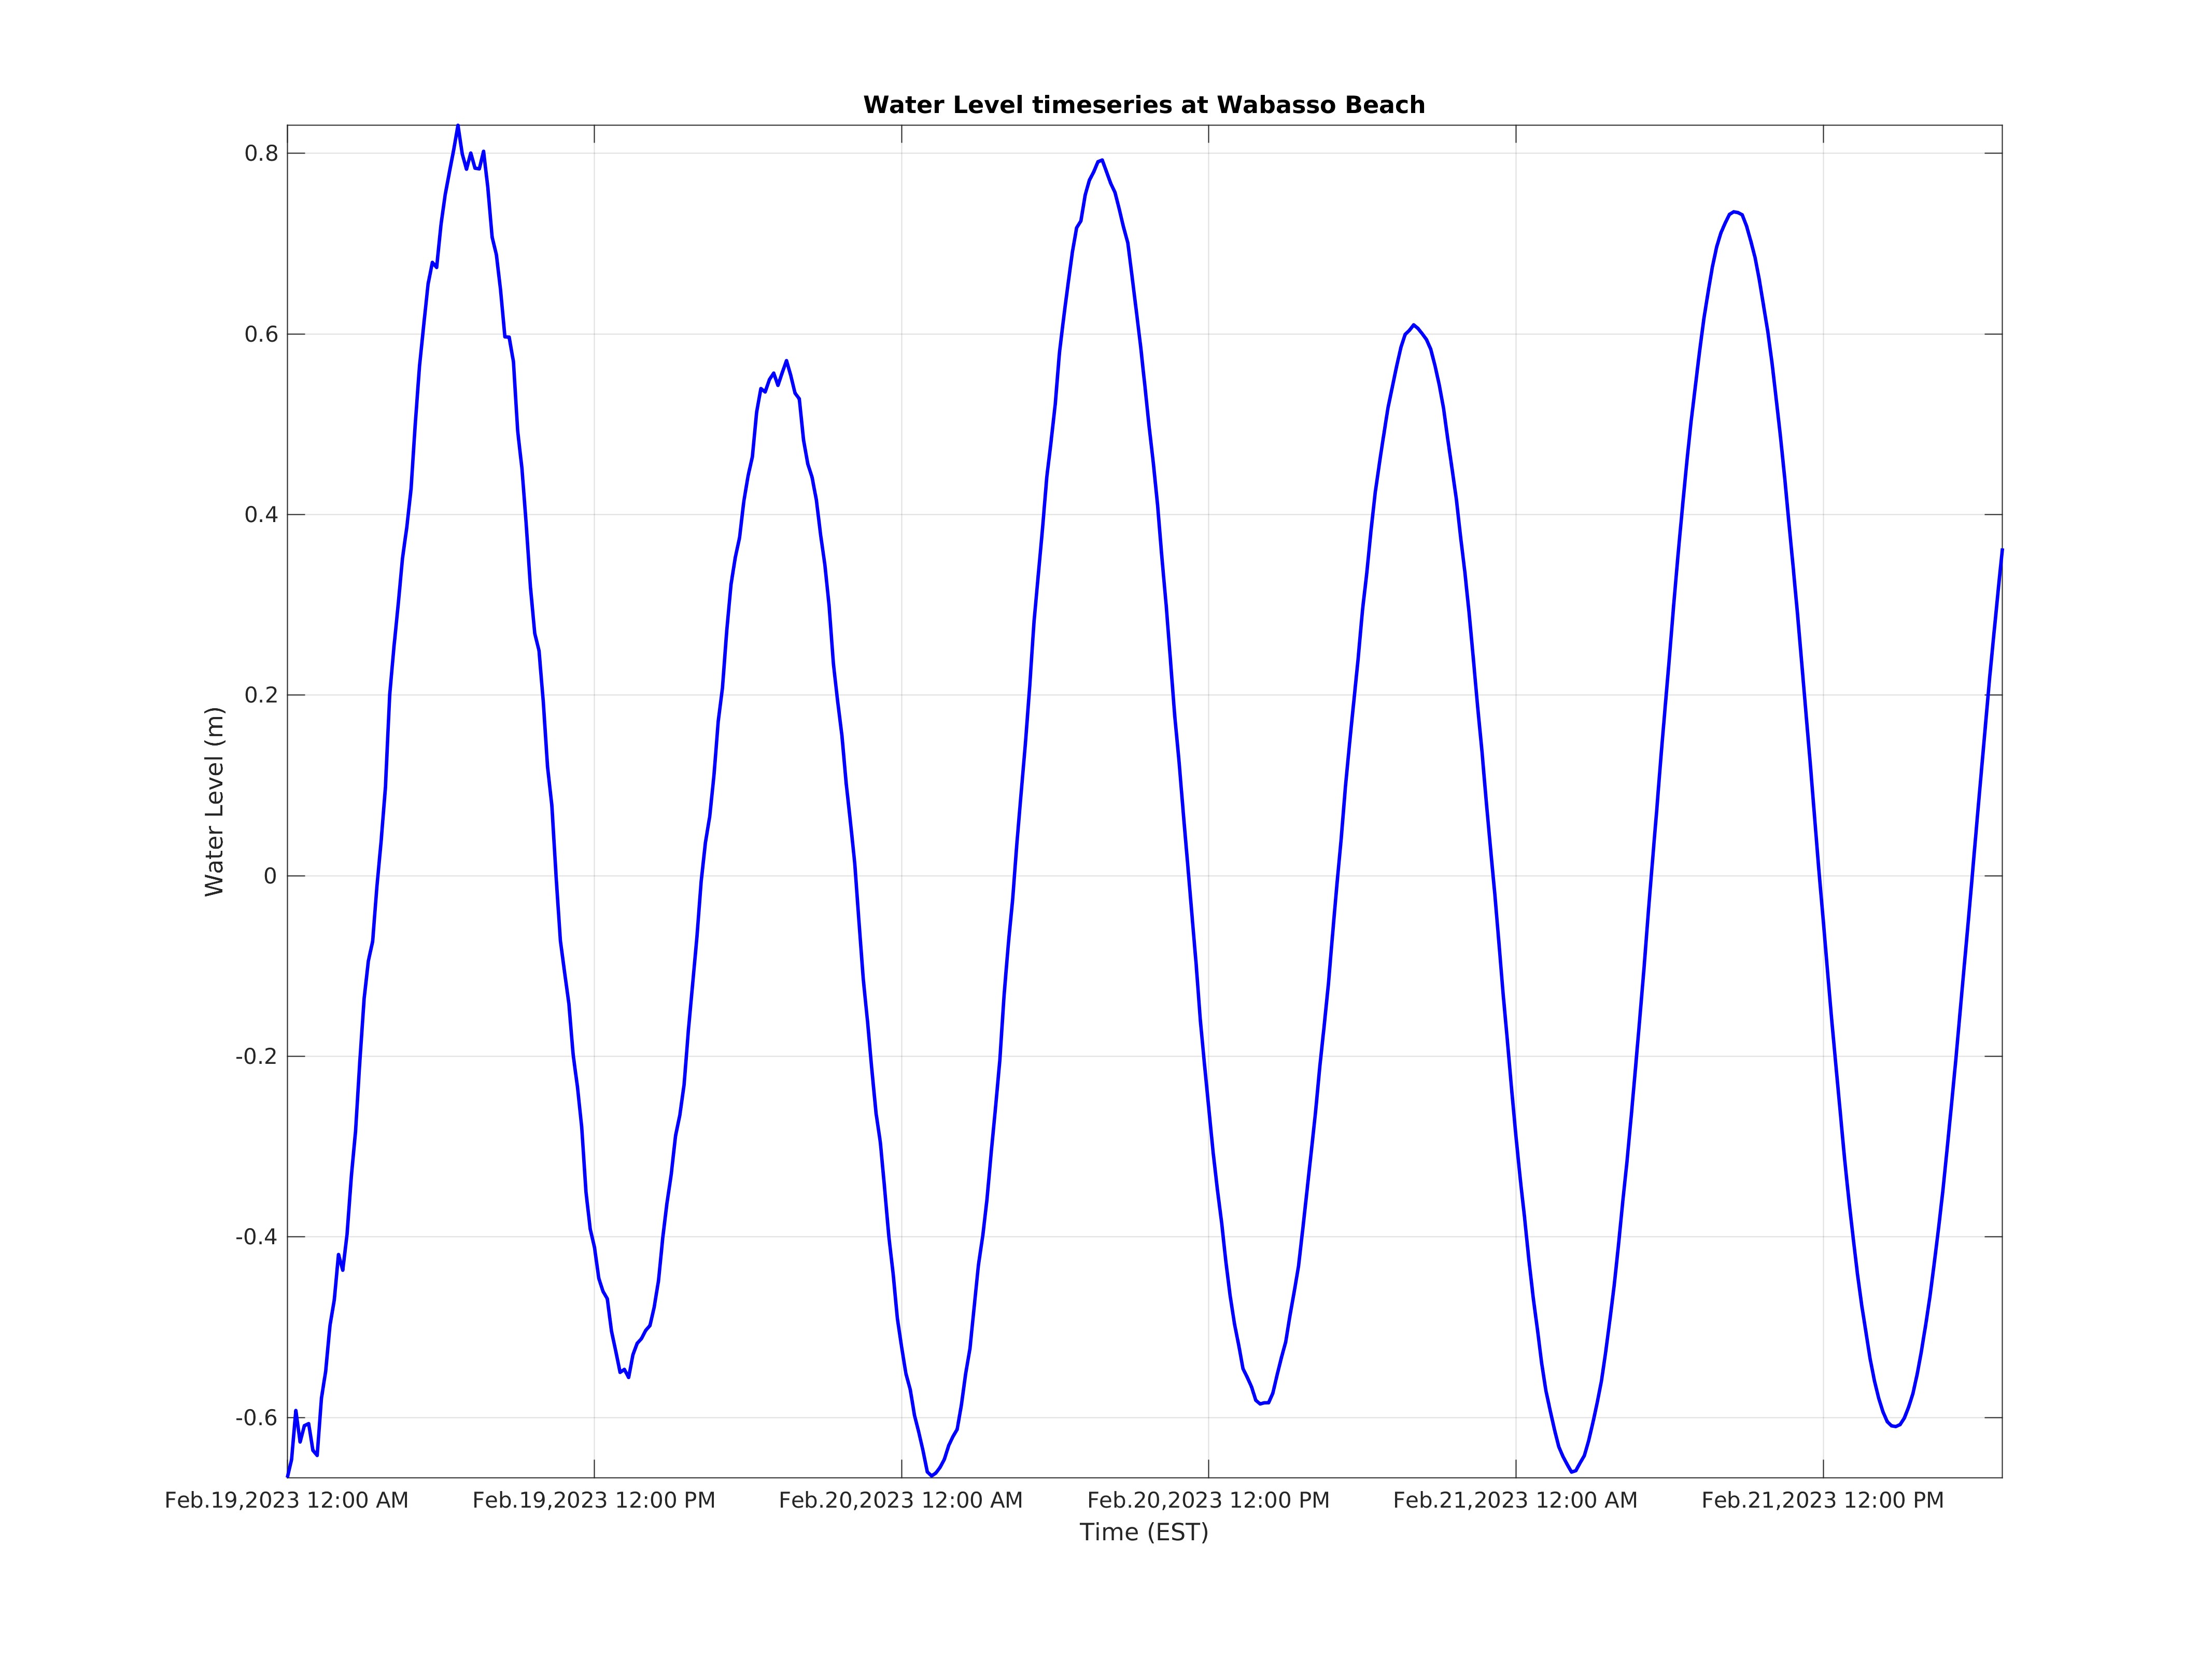 Water Level timeseries at Wabasso Beach
0.8
0.6
0.4
0.2
0
-0.2
-0.4
-0.6
Water Level (m)
Feb.19,2023 12:00 AM
Feb.19,2023 12:00 PM
Feb.20,2023 12:00 AM
Feb.20,2023 12:00 PM
Feb.21,2023 12:00 AM
Feb.21,2023 12:00 PM
Time (EST)